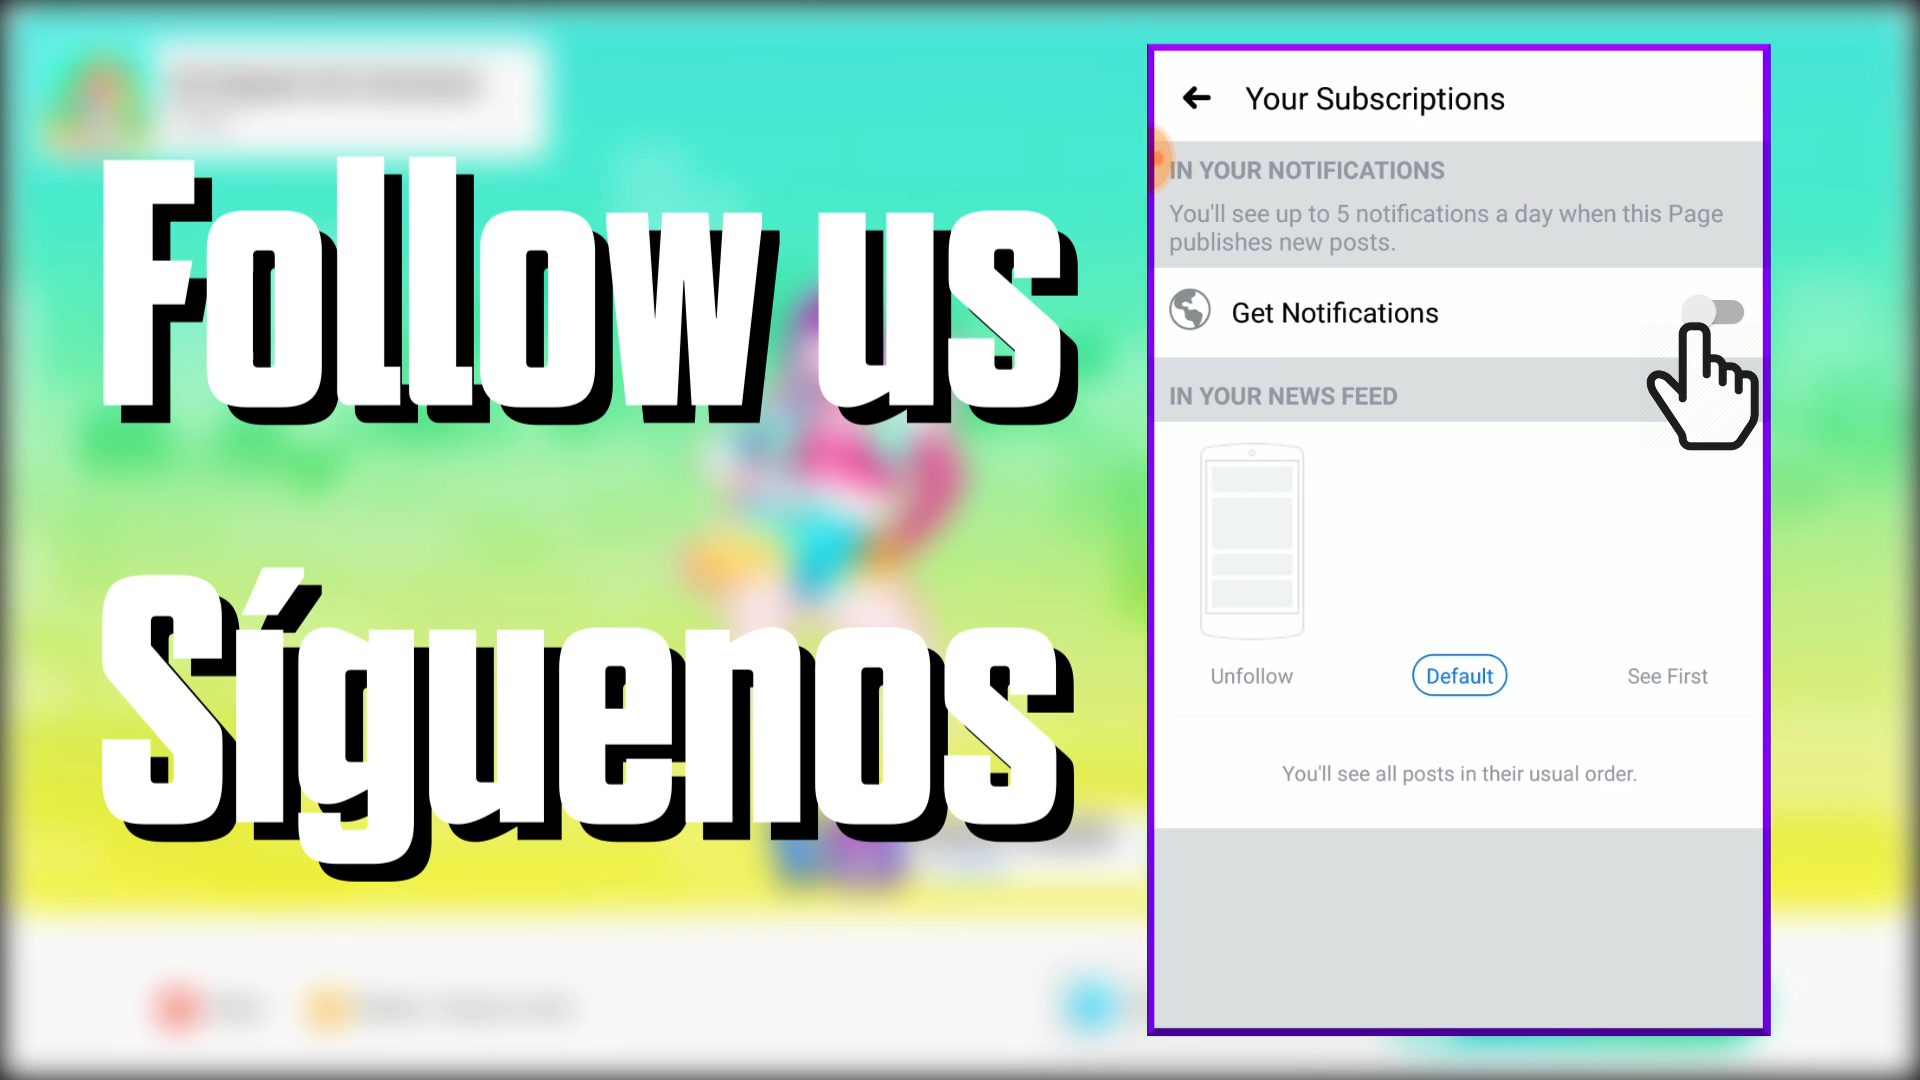 Follow us
Síguenos
Your Subscriptions
IN YOUR NOTIFICATIONS
You'll see up to 5 notifications a day when this Page
publishes new posts.
Get Notifications
IN YOUR NEWS FEED
Unfollow
Default
See First
You'll see all posts in their usual order.